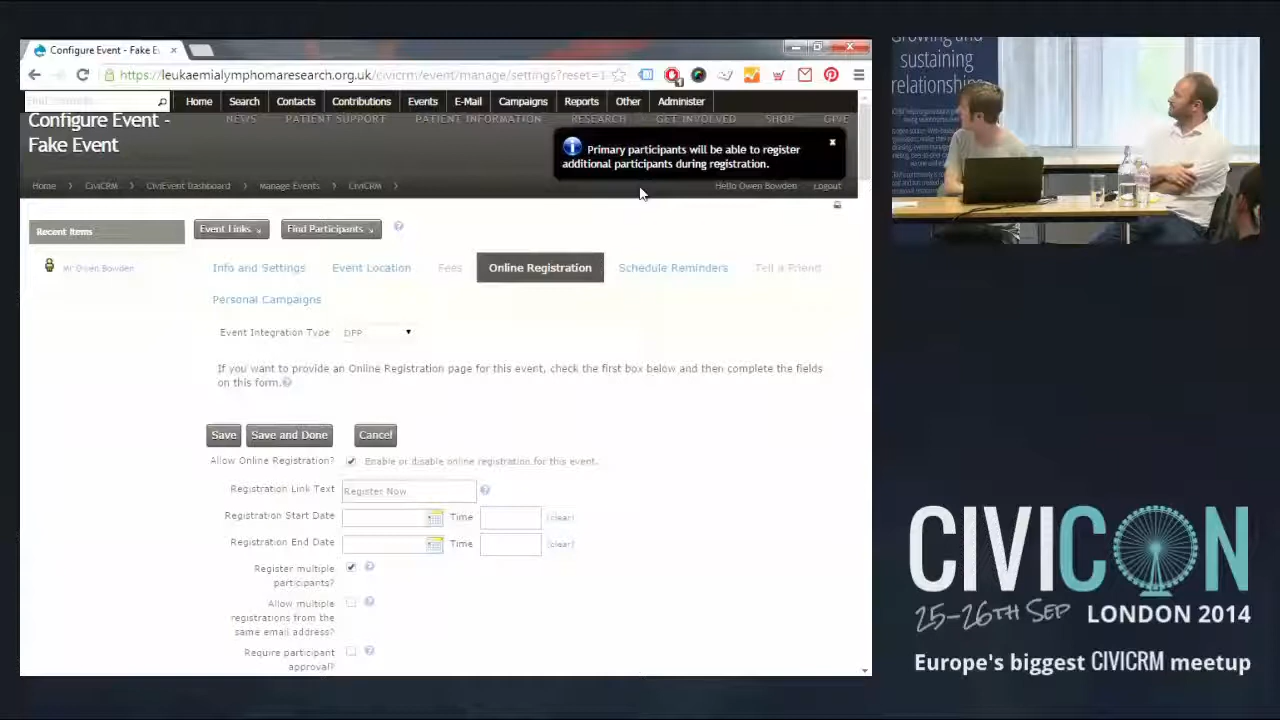 Configure Event - Fake E
https://leukaemialymphomaresearch.org.uk/civicrm/event/manage/settings?reset=1
Find contacts
Home Search Contacts Contributions Events E-Mail Campaigns Reports Other Administer
Configure Event -
Fake Event
NEWS PATIENT SUPPORT PATIENT INFORMATION RESEARCH GET INVOLVED SHOP GIVE
Primary participants will be able to register
additional participants during registration.
Home CiviCRM CiviEvent Dashboard Manage Events CiviCRM
Hello Owen Bowden Logout
Recent Items
Mr Owen Bowden
Event Links Find Participants
Info and Settings Event Location Fees Online Registration Schedule Reminders Tell a Friend
Personal Campaigns
Event Integration Type DPP
If you want to provide an Online Registration page for this event, check the first box below and then complete the fields
on this form.
Save Save and Done Cancel
Allow Online Registration? Enable or disable online registration for this event.
Registration Link Text Register Now
Registration Start Date Time (clear)
Registration End Date Time (clear)
Register multiple
participants?
Allow multiple
registrations from the
same email address?
Require participant
approval?
Growing and
sustaining
relationships
CIVICON
25-26TH SEP LONDON 2014
Europe's biggest CIVICRM meetup